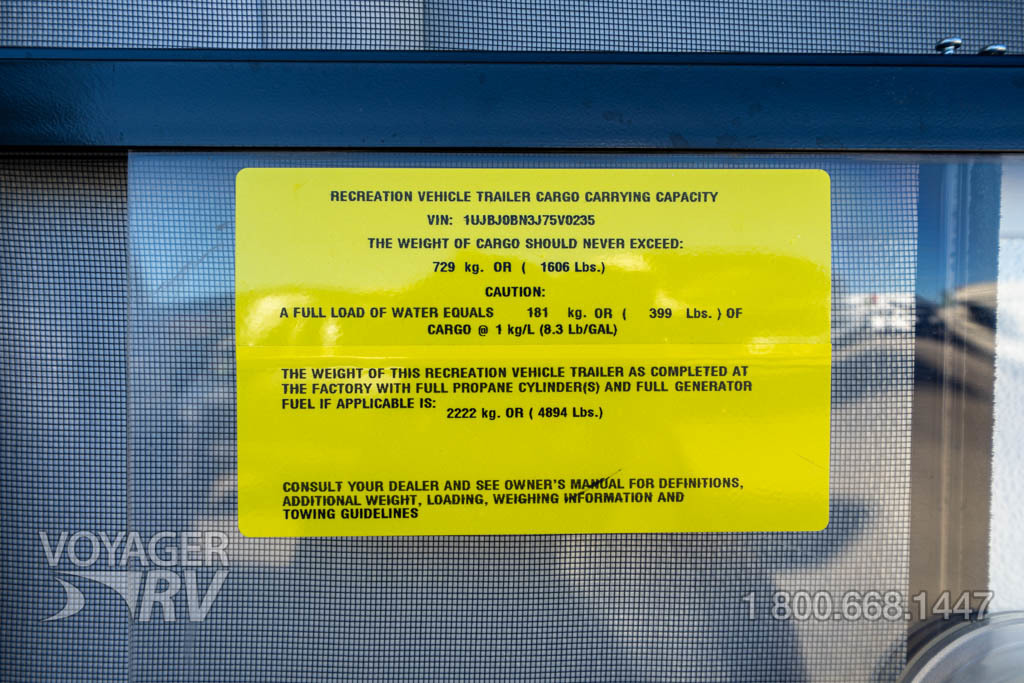 RECREATION VEHICLE TRAILER CARGO CARRYING CAPACITY
VIN: 1UJBJ0BN3J75V0235
THE WEIGHT OF CARGO SHOULD NEVER EXCEED:
729 kg. OR ( 1606 Lbs.)
CAUTION:
A FULL LOAD OF WATER EQUALS 181 kg. OR ( 399 Lbs. ) OF
CARGO @ 1 kg/L (8.3 Lb/GAL)
THE WEIGHT OF THIS RECREATION VEHICLE TRAILER AS COMPLETED AT
THE FACTORY WITH FULL PROPANE CYLINDER(S) AND FULL GENERATOR
FUEL IF APPLICABLE IS: 2222 kg. OR ( 4894 Lbs.)
CONSULT YOUR DEALER AND SEE OWNER'S MANUAL FOR DEFINITIONS,
ADDITIONAL WEIGHT, LOADING, WEIGHING INFORMATION AND
TOWING GUIDELINES
VOYAGER
RV
1 800.668.1447